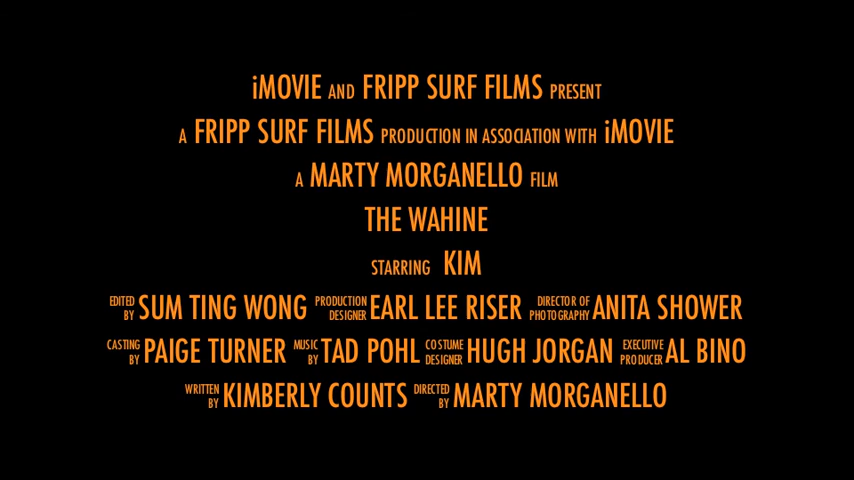 iMOVIE AND FRIPP SURF FILMS PRESENT
A FRIPP SURF FILMS PRODUCTION IN ASSOCIATION WITH iMOVIE
A MARTY MORGANELLO FILM
THE WAHINE
STARRING KIM
EDITED BY SUM TING WONG PRODUCTION DESIGNER EARL LEE RISER DIRECTOR OF PHOTOGRAPHY ANITA SHOWER
CASTING BY PAIGE TURNER MUSIC BY TAD POHL COSTUME DESIGNER HUGH JORGAN EXECUTIVE PRODUCER AL BINO
WRITTEN BY KIMBERLY COUNTS DIRECTED BY MARTY MORGANELLO